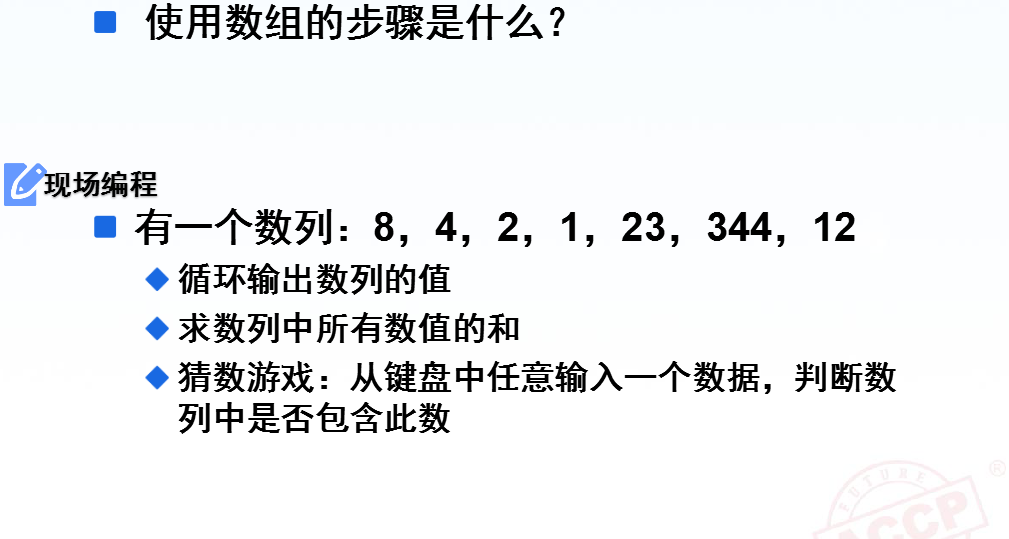 使用数组的步骤是什么？
现场编程
有一个数列：8，4，2，1，23，344，12
循环输出数列的值
求数列中所有数值的和
猜数游戏：从键盘中任意输入一个数据，判断数
列中是否包含此数
FUTURE
®
ACCP